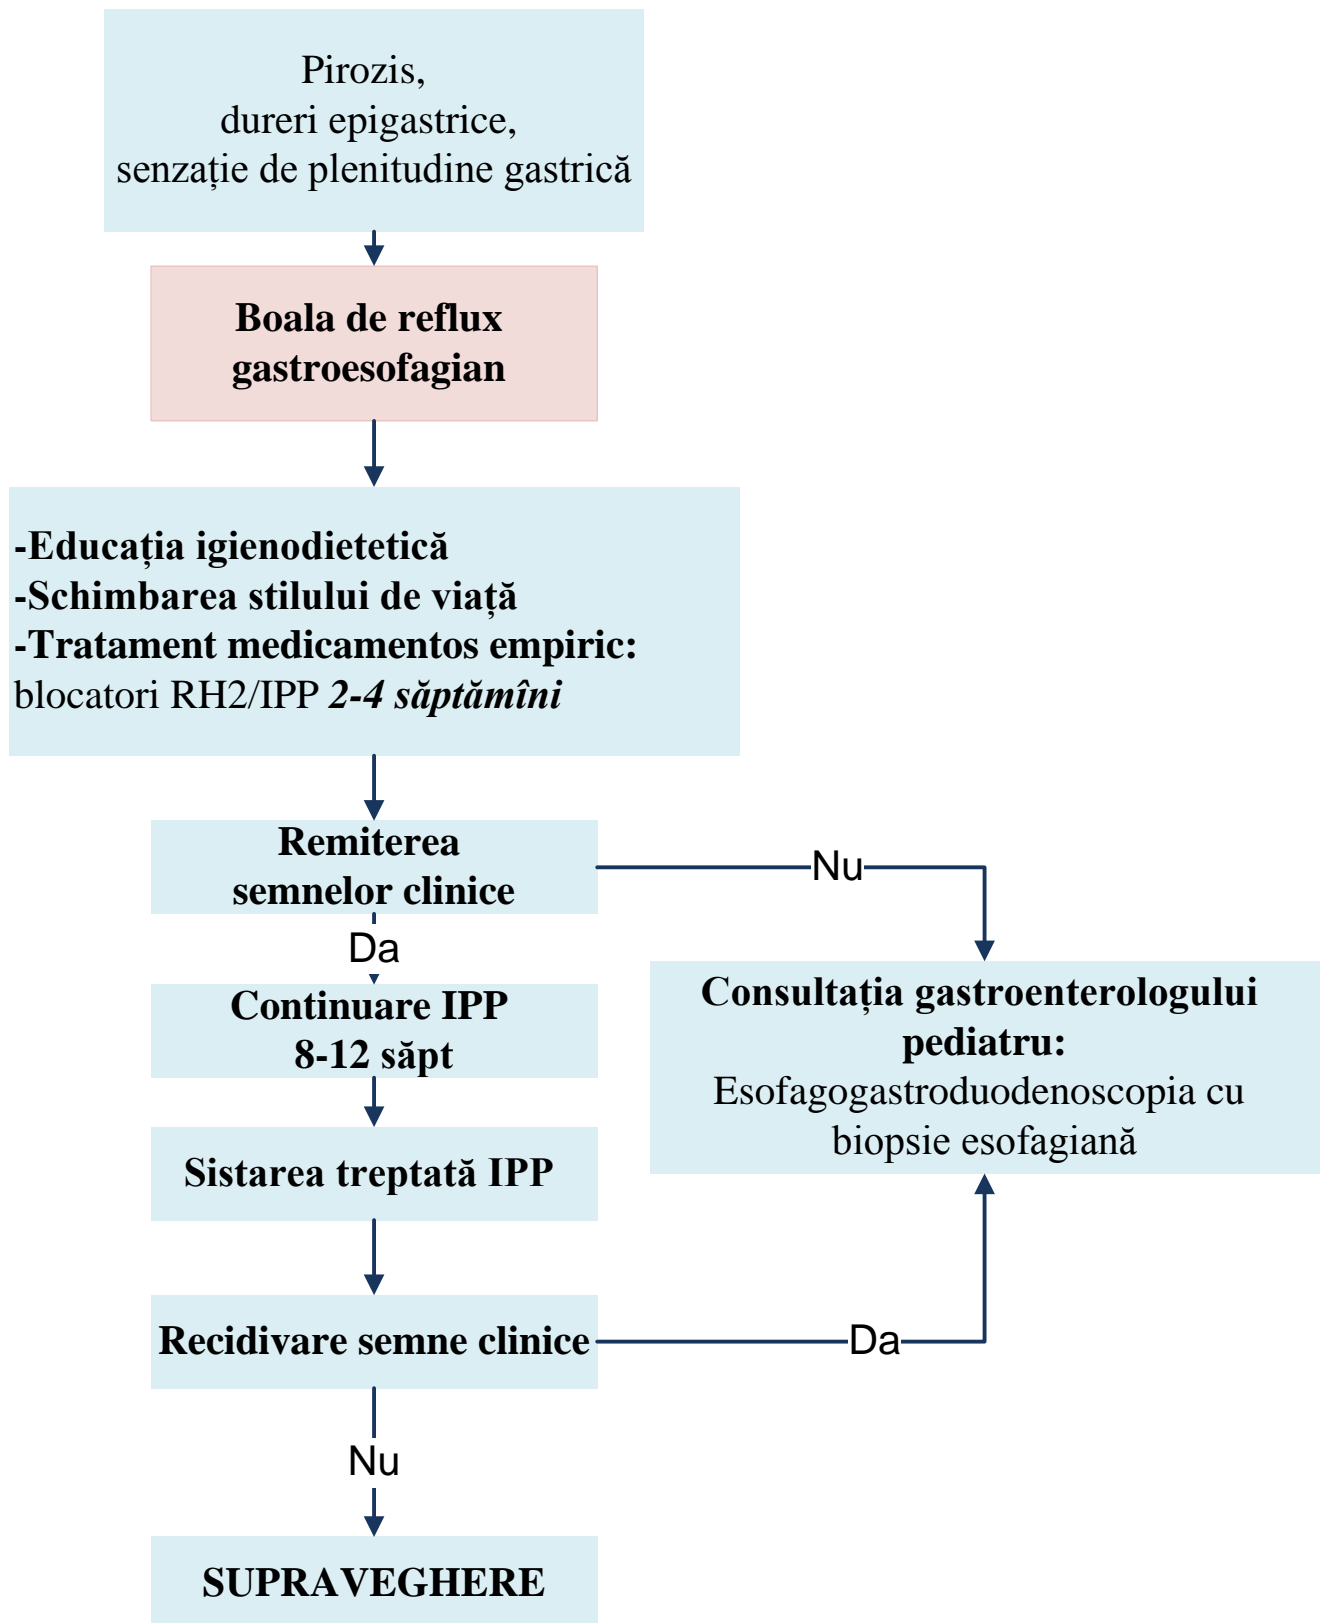 Pirozis,
dureri epigastrice,
senzație de plenitudine gastrică
Boala de reflux
gastroesofagian
-Educația igienodietetică
-Schimbarea stilului de viață
-Tratament medicamentos empiric:
blocatori RH2/IPP 2-4 săptămîni
Remiterea
semnelor clinice
Nu
Da
Continuare IPP
8-12 săpt
Consultația gastroenterologului
pediatru:
Esofagogastroduodenoscopia cu
biopsie esofagiană
Sistarea treptată IPP
Recidivare semne clinice
Da
Nu
SUPRAVEGHERE